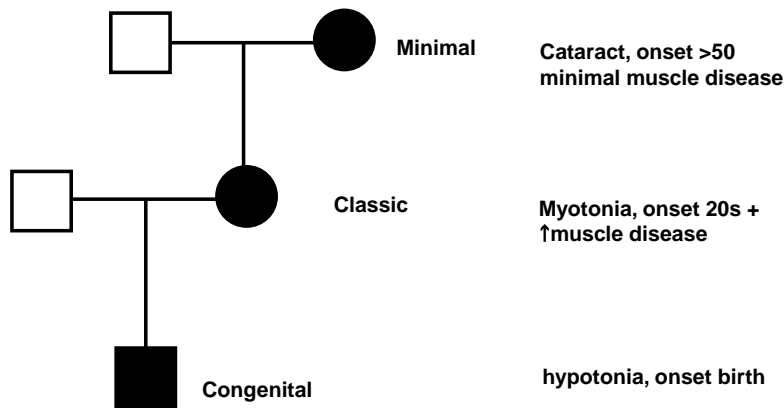 Minimal
Cataract, onset >50
minimal muscle disease
Classic
Myotonia, onset 20s +
↑muscle disease
Congenital
hypotonia, onset birth